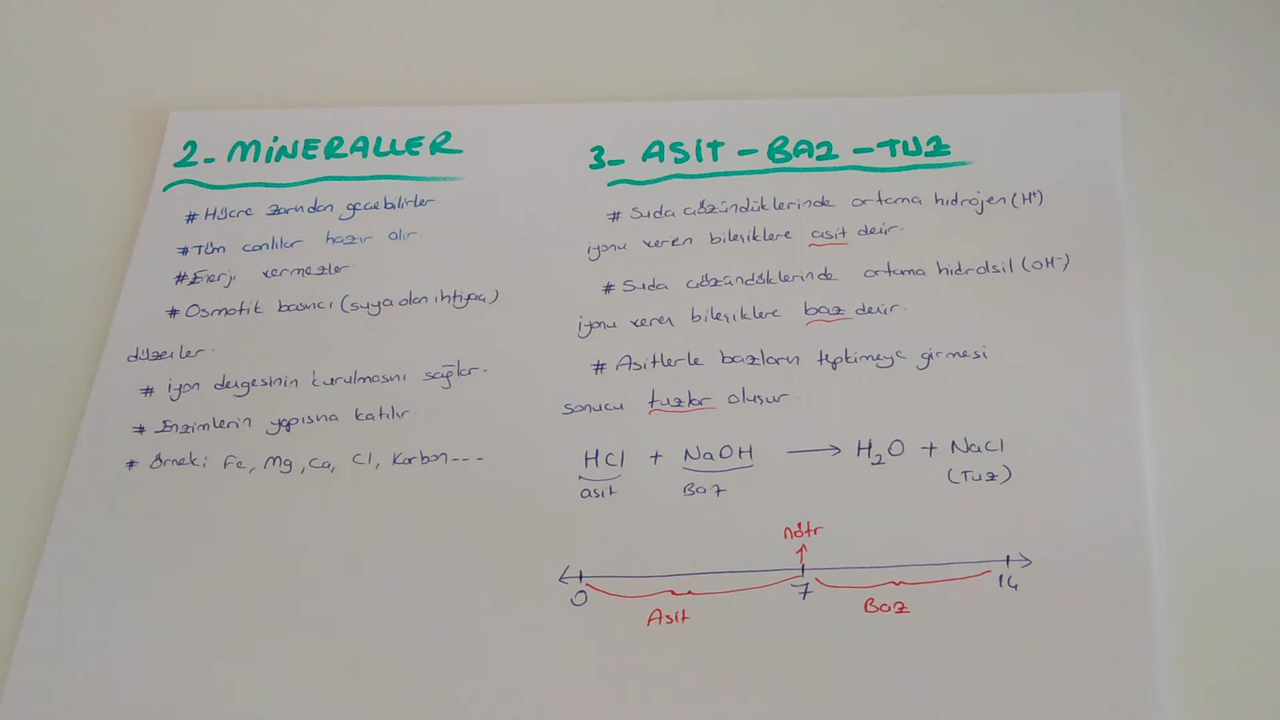 2- MİNERALLER
# Hücre zarından geçebilirler
# Tüm canlılar hazır alır.
# Enerji vermezler.
# Osmotik basıncı (suya olan ihtiyacı)
düzenler.
# iyon dengesinin kurulmasını sağlar.
# Enzimlerin yapısına katılır.
# Örnek: Fe, Mg, Ca, Cl, Karbon---
3- ASİT - BAZ - TUZ
# Suda çözündüklerinde ortama hidrojen (H⁺)
iyonu veren bileşiklere asit denir.
# Suda çözündüklerinde ortama hidroksil (OH⁻)
iyonu veren bileşiklere baz denir.
# Asitlerle bazların tepkimeye girmesi
sonucu tuzlar oluşur.
HCl + NaOH → H₂O + NaCl
asit Baz (Tuz)
nötr
0 7 14
Asit Baz